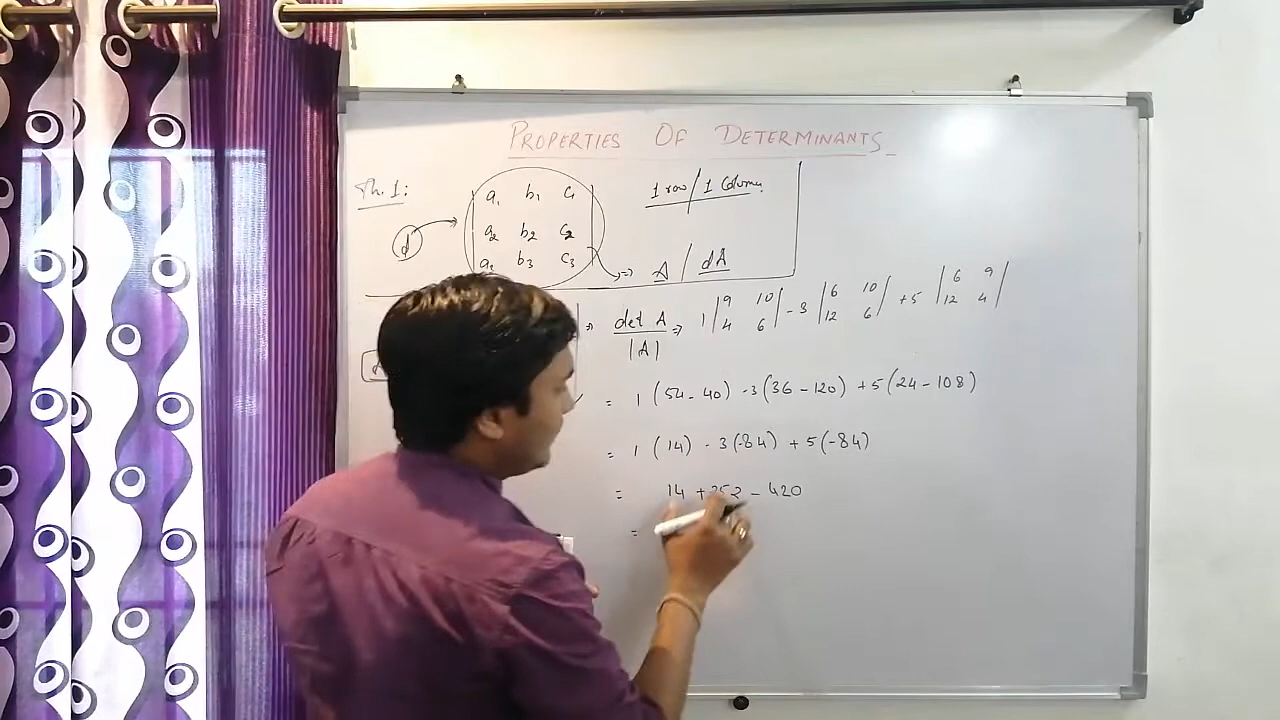 PROPERTIES OF DETERMINANTS
Th. 1:
a₁ b₁ c₁
1 row / 1 Column
d
a₂ b₂ c₂
b₃ c₃
⇒ A dA
⇒ det A ⇒ 1 |9 10| - 3 |6 10| + 5 |6 9|
|4 6| |12 6| |12 4|
|A|
= 1 (54 - 40) - 3 (36 - 120) + 5 (24 - 108)
= 1 (14) - 3 (-84) + 5 (-84)
= 14 + 252 - 420
=